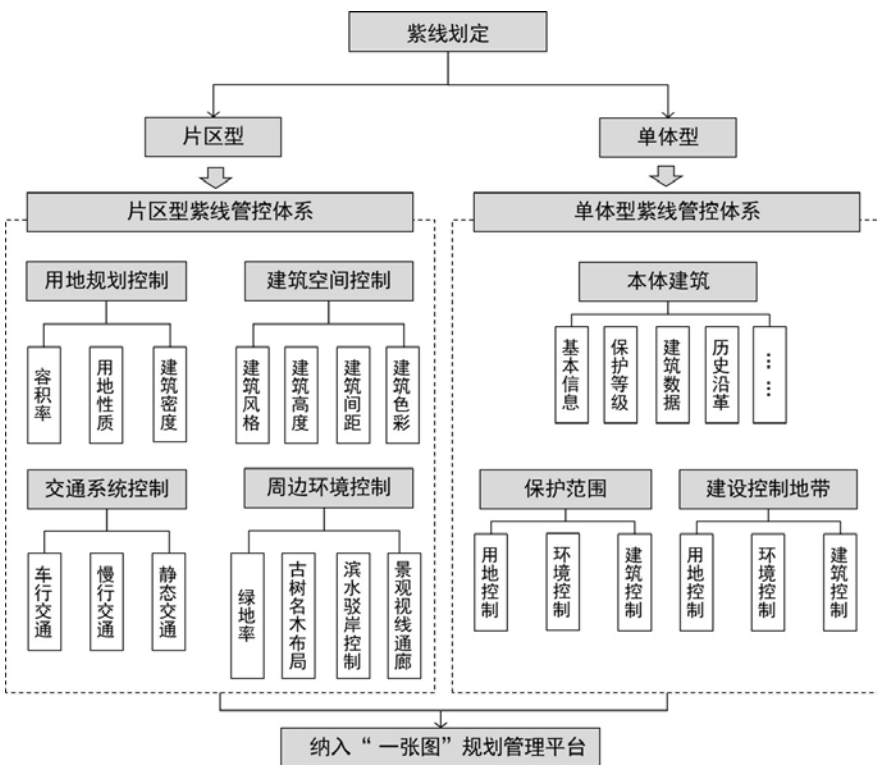 紫线划定
片区型
单体型
片区型紫线管控体系
单体型紫线管控体系
用地规划控制
容积率
用地性质
建筑密度
建筑空间控制
建筑风格
建筑高度
建筑间距
建筑色彩
交通系统控制
车行交通
慢行交通
静态交通
周边环境控制
绿地率
古树名木布局
滨水驳岸控制
景观视线通廊
本体建筑
基本信息
保护等级
建筑数据
历史沿革
……
保护范围
用地控制
环境控制
建筑控制
建设控制地带
用地控制
环境控制
建筑控制
纳入“一张图”规划管理平台